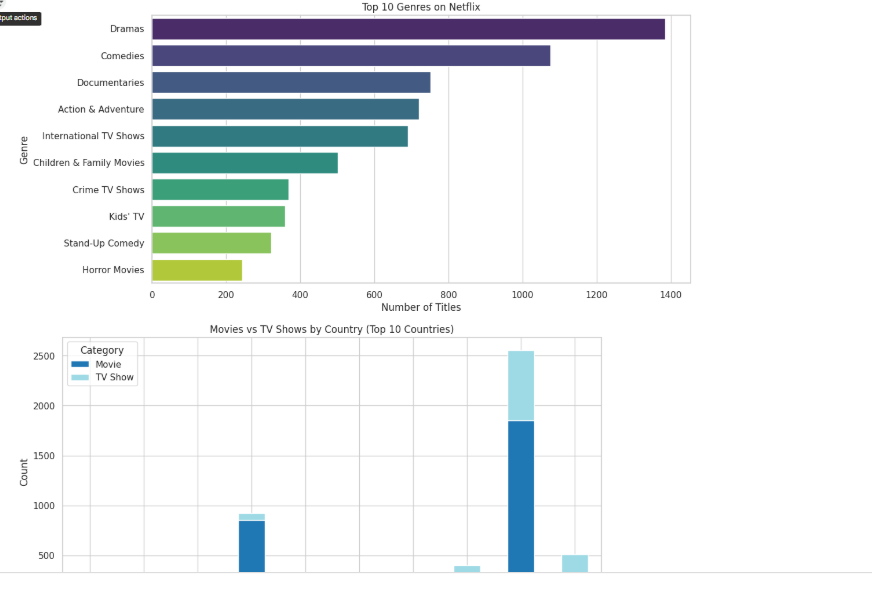 Top 10 Genres on Netflix
put actions
Dramas
Comedies
Documentaries
Action & Adventure
International TV Shows
Children & Family Movies
Crime TV Shows
Kids' TV
Stand-Up Comedy
Horror Movies
Genre
0 200 400 600 800 1000 1200 1400
Number of Titles
Movies vs TV Shows by Country (Top 10 Countries)
Category
Movie
TV Show
2500
2000
1500
1000
500
Count